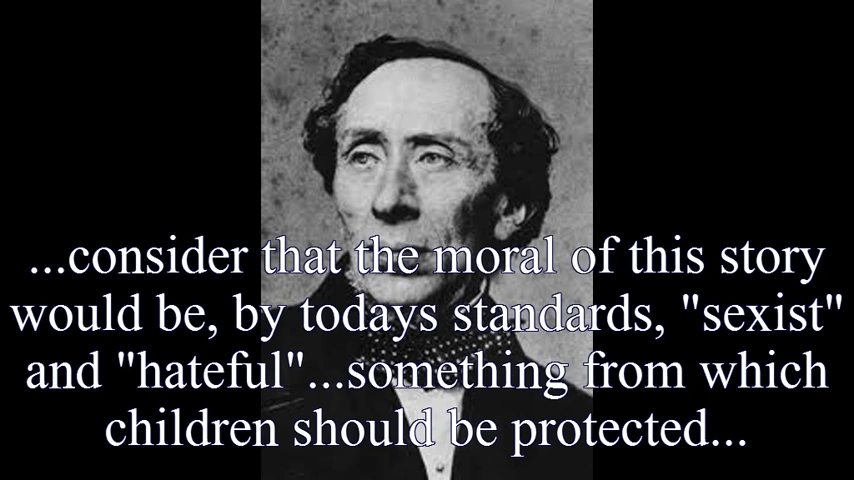 ...consider that the moral of this story
would be, by todays standards, "sexist"
and "hateful"...something from which
children should be protected...